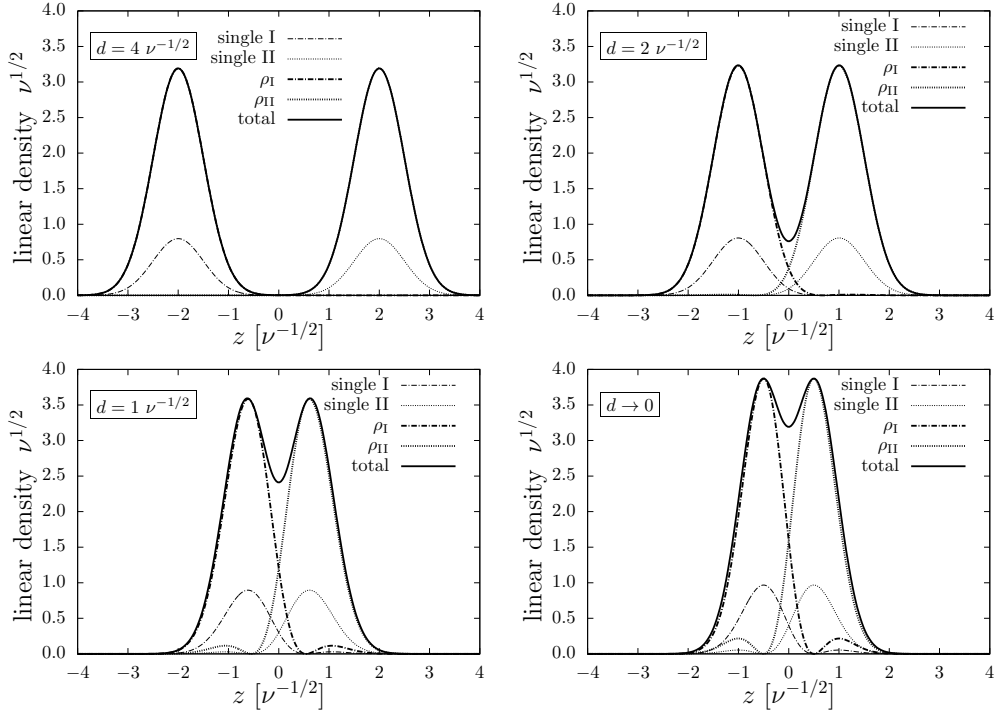 linear density ν^{1/2}
4.0
3.5
3.0
2.5
2.0
1.5
1.0
0.5
0.0
d = 4 ν^{−1/2}
single I
single II
ρ_I
ρ_II
total
−4 −3 −2 −1 0 1 2 3 4
z [ν^{−1/2}]
linear density ν^{1/2}
4.0
3.5
3.0
2.5
2.0
1.5
1.0
0.5
0.0
d = 2 ν^{−1/2}
single I
single II
ρ_I
ρ_II
total
−4 −3 −2 −1 0 1 2 3 4
z [ν^{−1/2}]
linear density ν^{1/2}
4.0
3.5
3.0
2.5
2.0
1.5
1.0
0.5
0.0
d = 1 ν^{−1/2}
single I
single II
ρ_I
ρ_II
total
−4 −3 −2 −1 0 1 2 3 4
z [ν^{−1/2}]
linear density ν^{1/2}
4.0
3.5
3.0
2.5
2.0
1.5
1.0
0.5
0.0
d → 0
single I
single II
ρ_I
ρ_II
total
−4 −3 −2 −1 0 1 2 3 4
z [ν^{−1/2}]